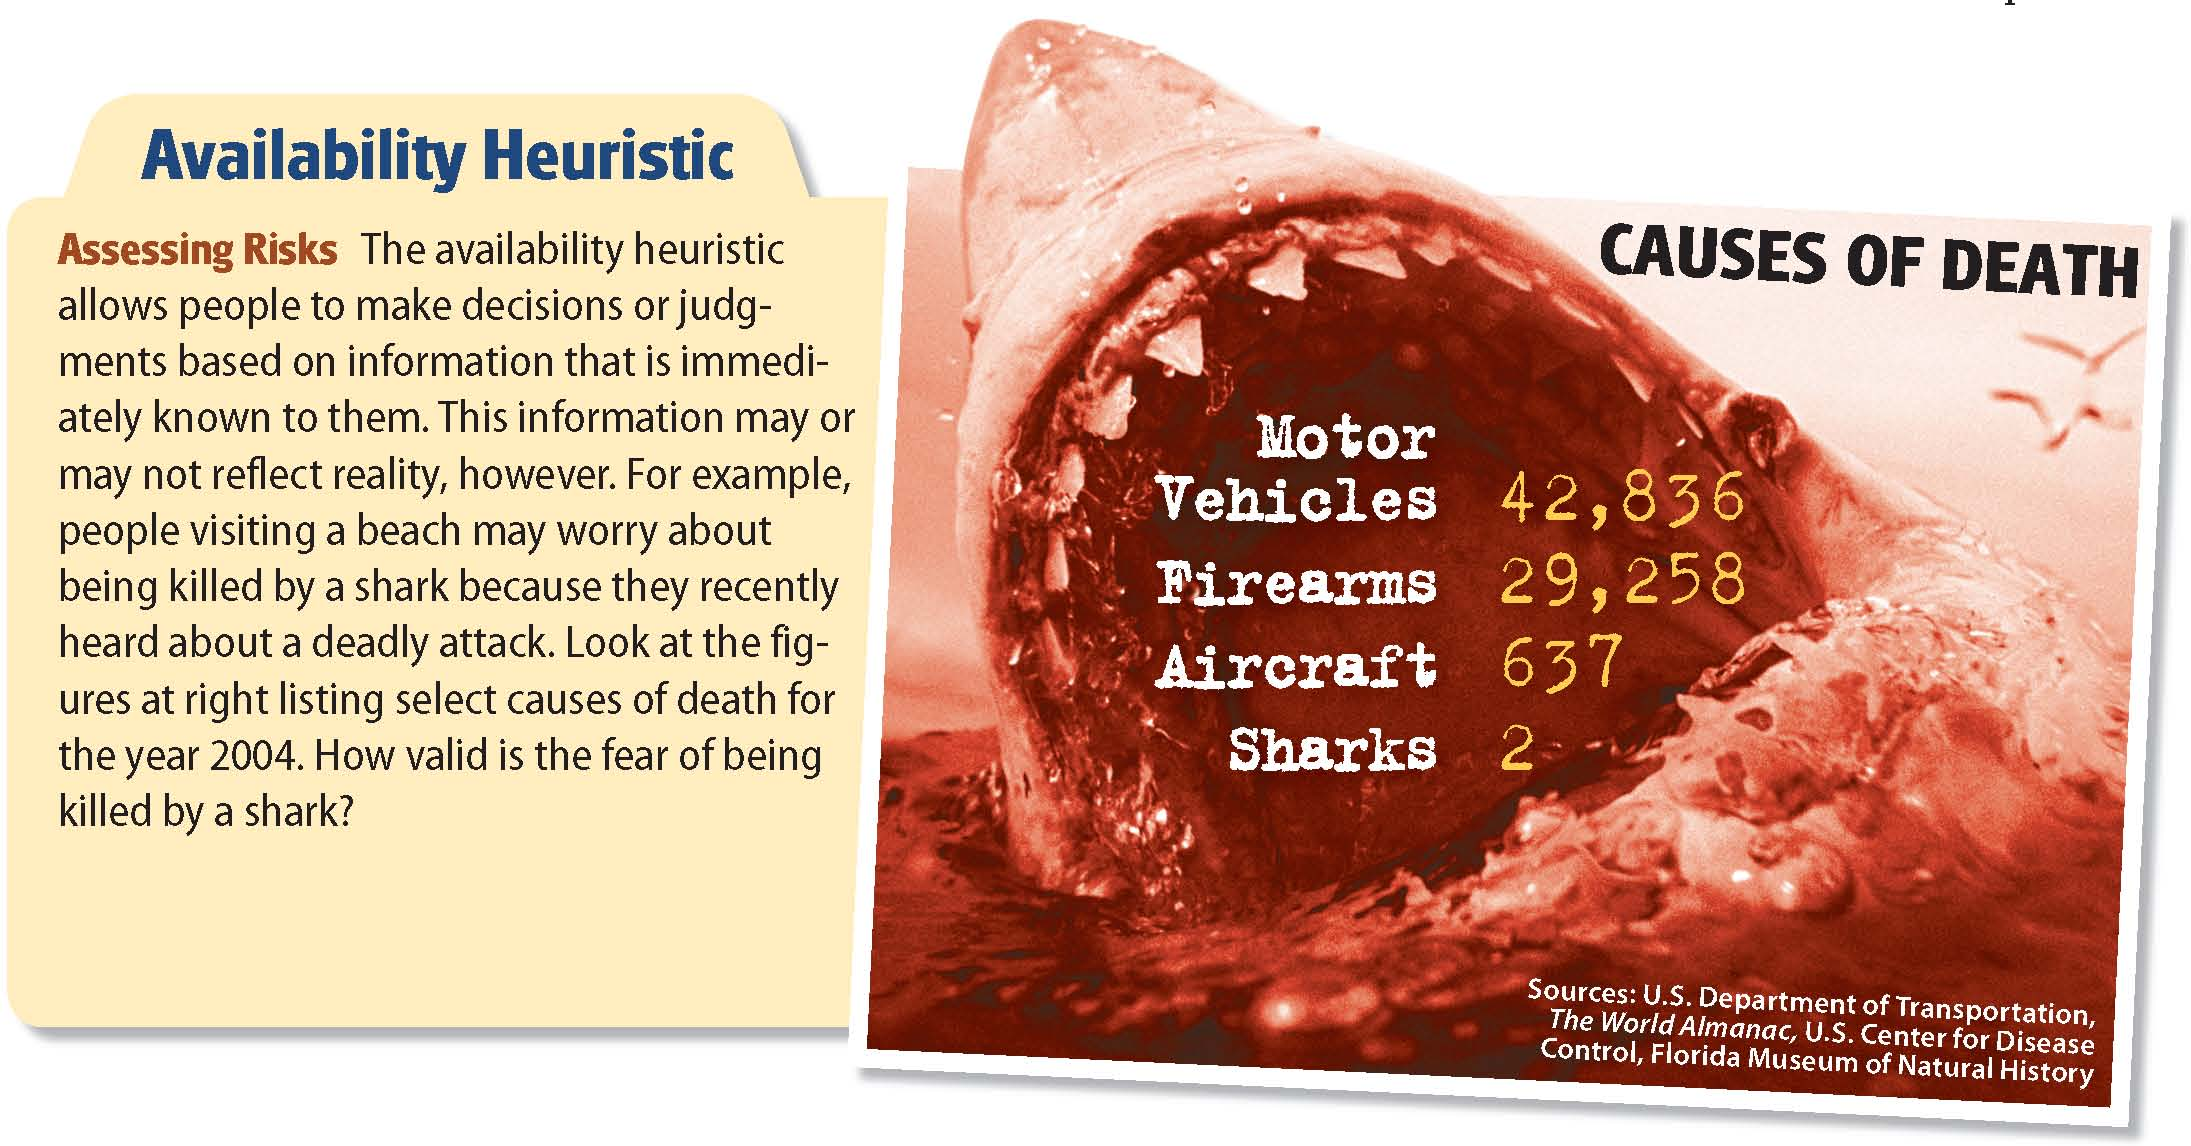 Availability Heuristic
Assessing Risks The availability heuristic
allows people to make decisions or judg-
ments based on information that is immedi-
ately known to them. This information may or
may not reflect reality, however. For example,
people visiting a beach may worry about
being killed by a shark because they recently
heard about a deadly attack. Look at the fig-
ures at right listing select causes of death for
the year 2004. How valid is the fear of being
killed by a shark?
CAUSES OF DEATH
Motor
Vehicles 42,836
Firearms 29,258
Aircraft 637
Sharks 2
Sources: U.S. Department of Transportation,
The World Almanac, U.S. Center for Disease
Control, Florida Museum of Natural History